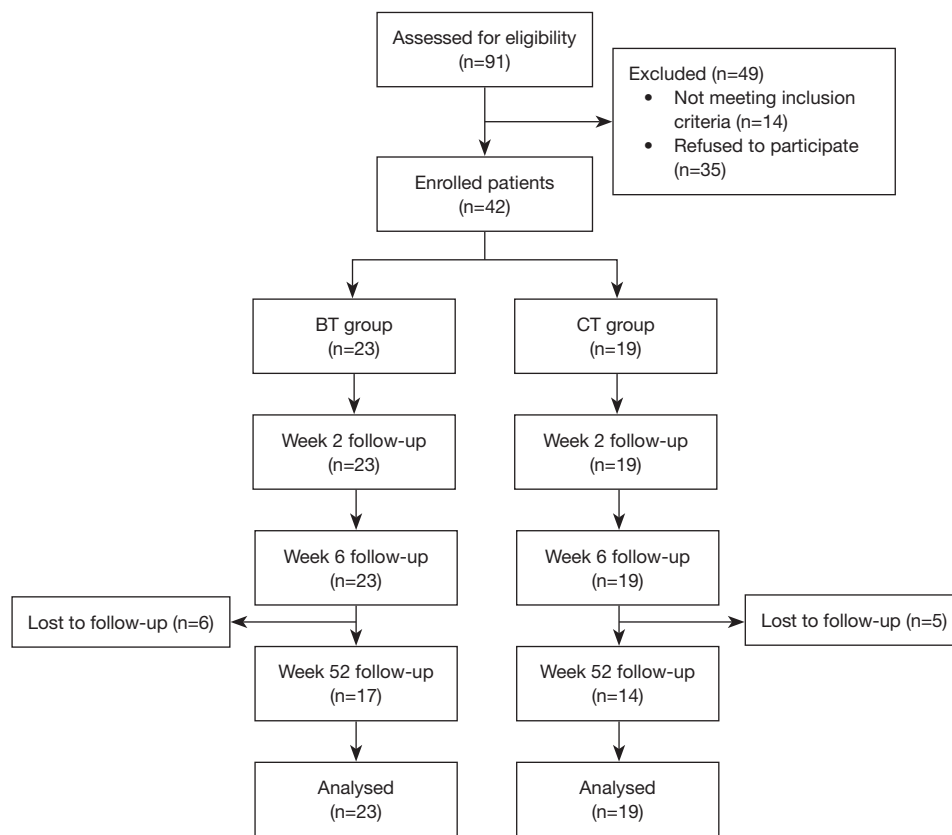 Assessed for eligibility
(n=91)
Excluded (n=49)
• Not meeting inclusion
criteria (n=14)
• Refused to participate
(n=35)
Enrolled patients
(n=42)
BT group
(n=23)
CT group
(n=19)
Week 2 follow-up
(n=23)
Week 2 follow-up
(n=19)
Week 6 follow-up
(n=23)
Week 6 follow-up
(n=19)
Lost to follow-up (n=6)
Lost to follow-up (n=5)
Week 52 follow-up
(n=17)
Week 52 follow-up
(n=14)
Analysed
(n=23)
Analysed
(n=19)